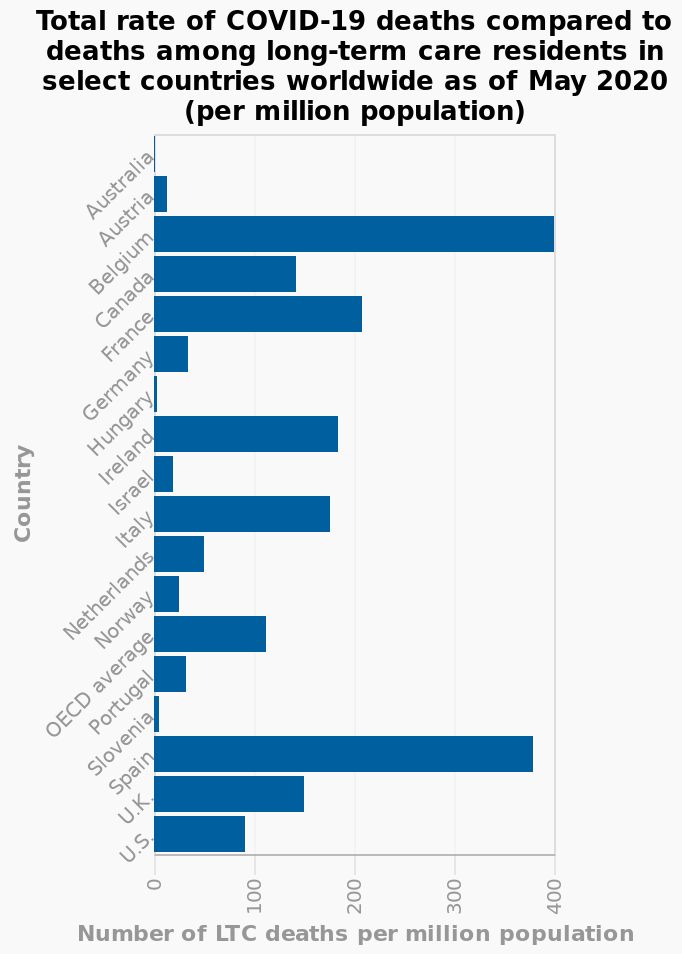 Total rate of COVID-19 deaths compared to
deaths among long-term care residents in
select countries worldwide as of May 2020
(per million population)
Country
Australia
Austria
Belgium
Canada
France
Germany
Hungary
Ireland
Israel
Italy
Netherlands
Norway
OECD average
Portugal
Slovenia
Spain
U.K.
U.S.
0
100
200
300
400
Number of LTC deaths per million population